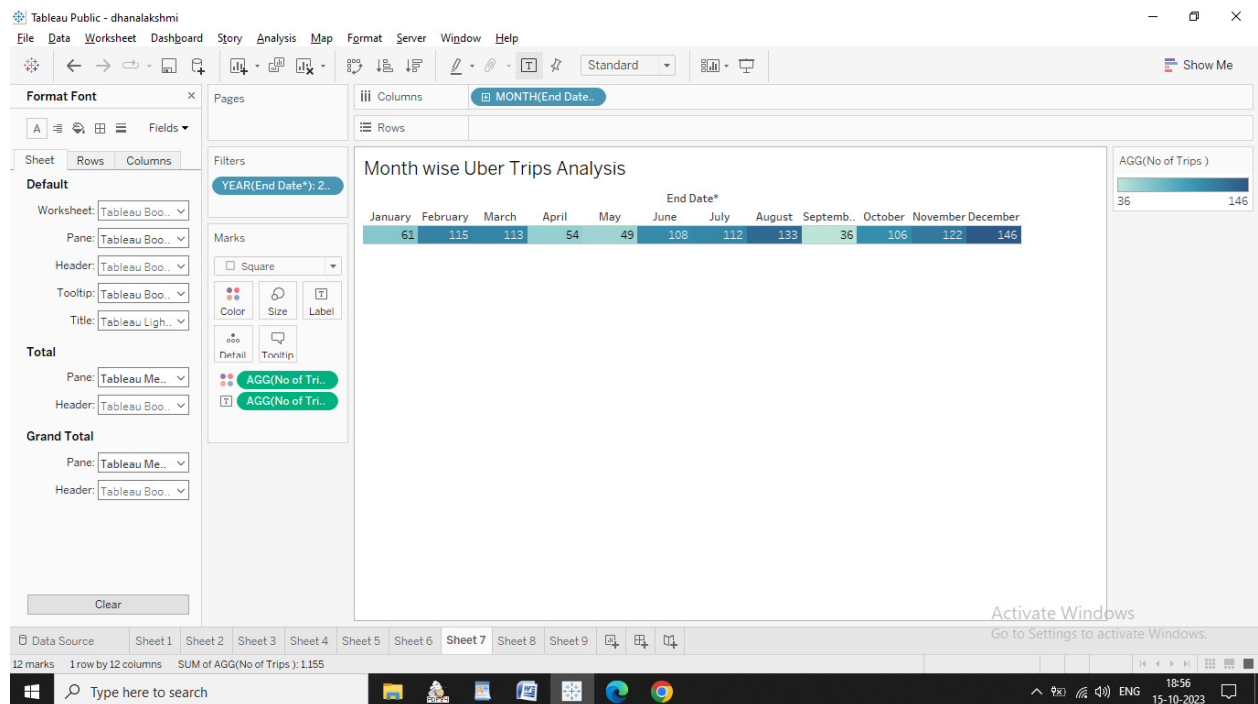 Tableau Public - dhanalakshmi
File Data Worksheet Dashboard Story Analysis Map Format Server Window Help
Standard
Show Me
Format Font
Fields
Sheet Rows Columns
Default
Worksheet: Tableau Boo..
Pane: Tableau Boo..
Header: Tableau Boo..
Tooltip: Tableau Boo..
Title: Tableau Ligh..
Total
Pane: Tableau Me..
Header: Tableau Boo..
Grand Total
Pane: Tableau Me..
Header: Tableau Boo..
Clear
Pages
Filters
YEAR(End Date*): 2..
Marks
Square
Color Size Label
Detail Tooltip
AGG(No of Tri..
AGG(No of Tri..
Columns MONTH(End Date..
Rows
Month wise Uber Trips Analysis
End Date*
January February March April May June July August Septemb.. October November December
61 115 113 54 49 108 112 133 36 106 122 146
AGG(No of Trips )
36 146
Activate Windows
Go to Settings to activate Windows.
Data Source Sheet 1 Sheet 2 Sheet 3 Sheet 4 Sheet 5 Sheet 6 Sheet 7 Sheet 8 Sheet 9
12 marks 1 row by 12 columns SUM of AGG(No of Trips ): 1,155
Type here to search
ENG
18:56
15-10-2023